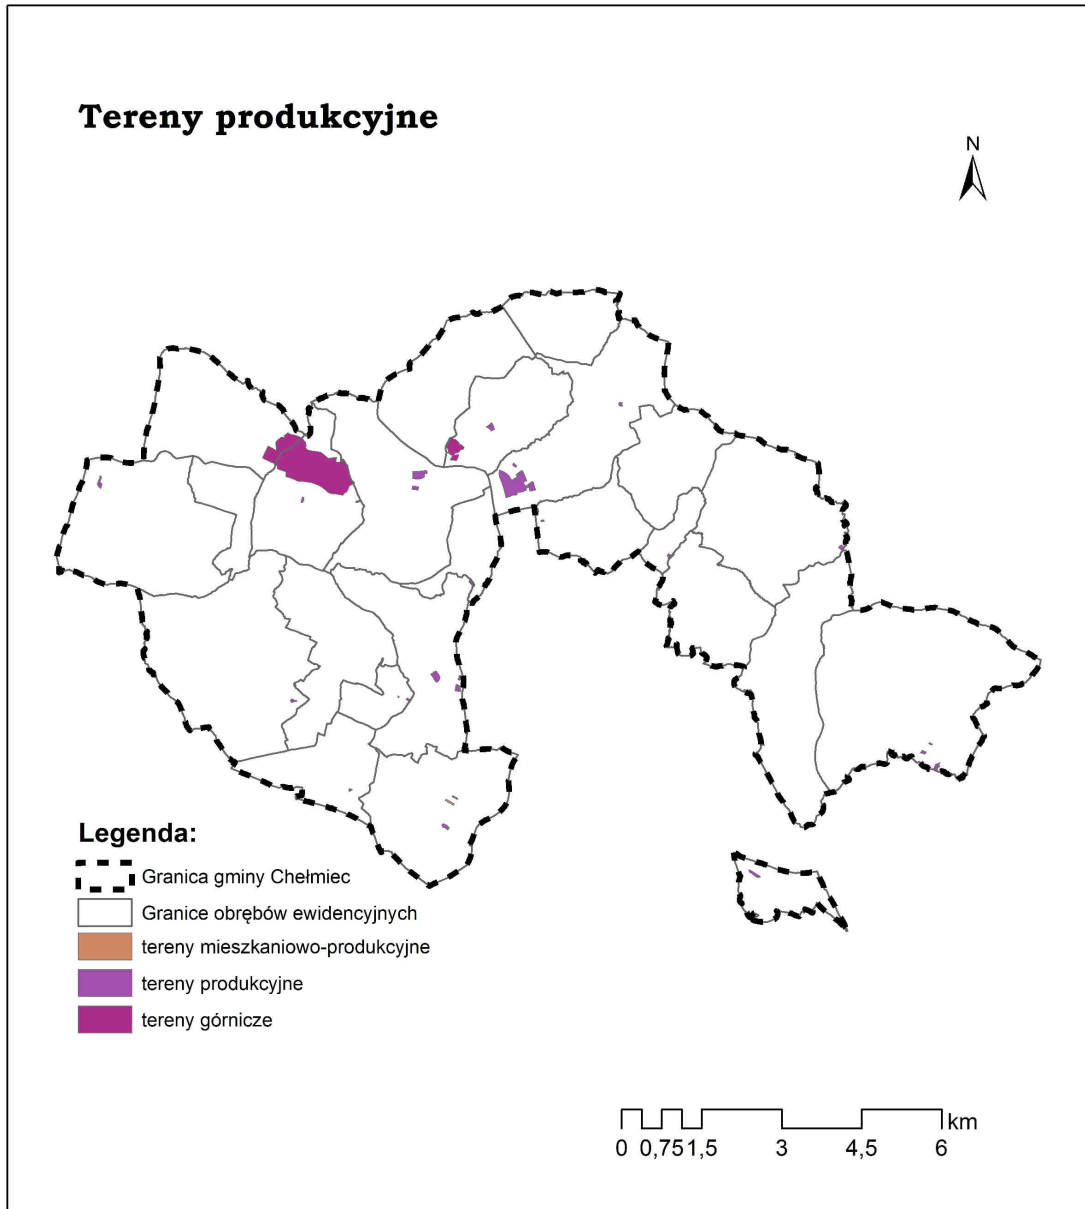 Tereny produkcyjne
N
Legenda:
Granica gminy Chełmiec
Granice obrębów ewidencyjnych
tereny mieszkaniowo-produkcyjne
tereny produkcyjne
tereny górnicze
km
0 0,75 1,5 3 4,5 6